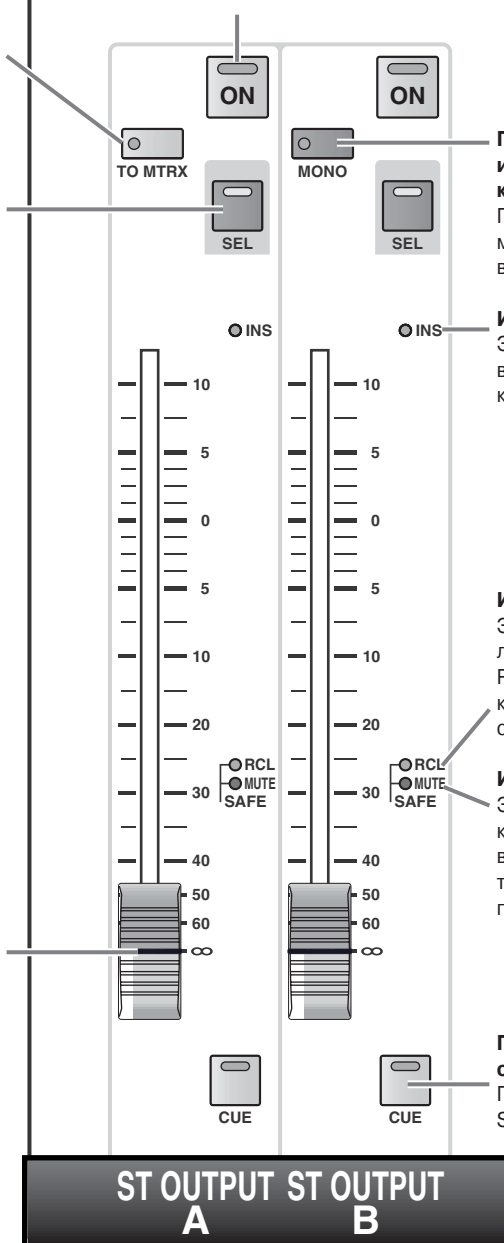 ON ON
TO MTRX MONO
SEL SEL
INS INS
10 10
5 5
0 0
5 5
10 10
20 20
RCL RCL
MUTE MUTE
30 30
SAFE SAFE
40 40
50 50
60 60
∞ ∞
CUE CUE
ST OUTPUT ST OUTPUT
A B